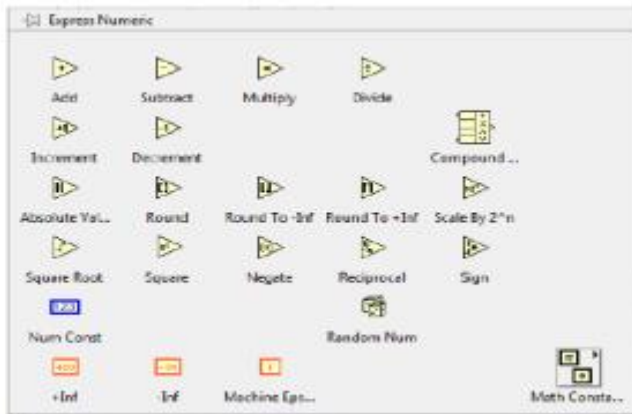 Express Numeric
Add Subtract Multiply Divide
Increment Decrement Compound ...
Absolute Val... Round Round To -Inf Round To +Inf Scale By 2^n
Square Root Square Negate Reciprocal Sign
Num Const Random Num
+Inf -Inf Machine Eps... Math Consta...